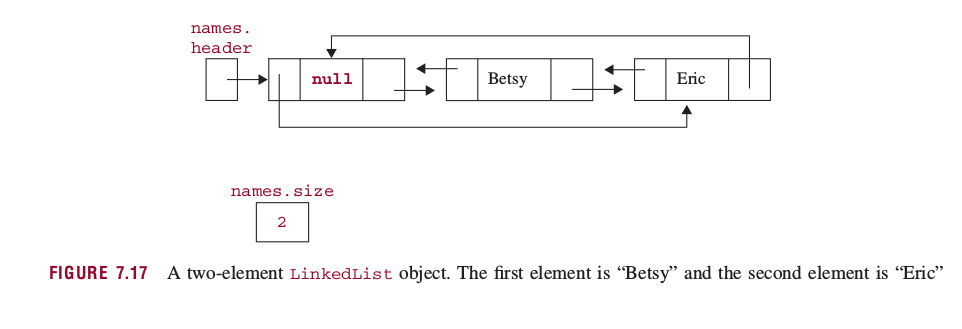 names.
header
null Betsy Eric
names.size
2
FIGURE 7.17 A two-element LinkedList object. The first element is “Betsy” and the second element is “Eric”